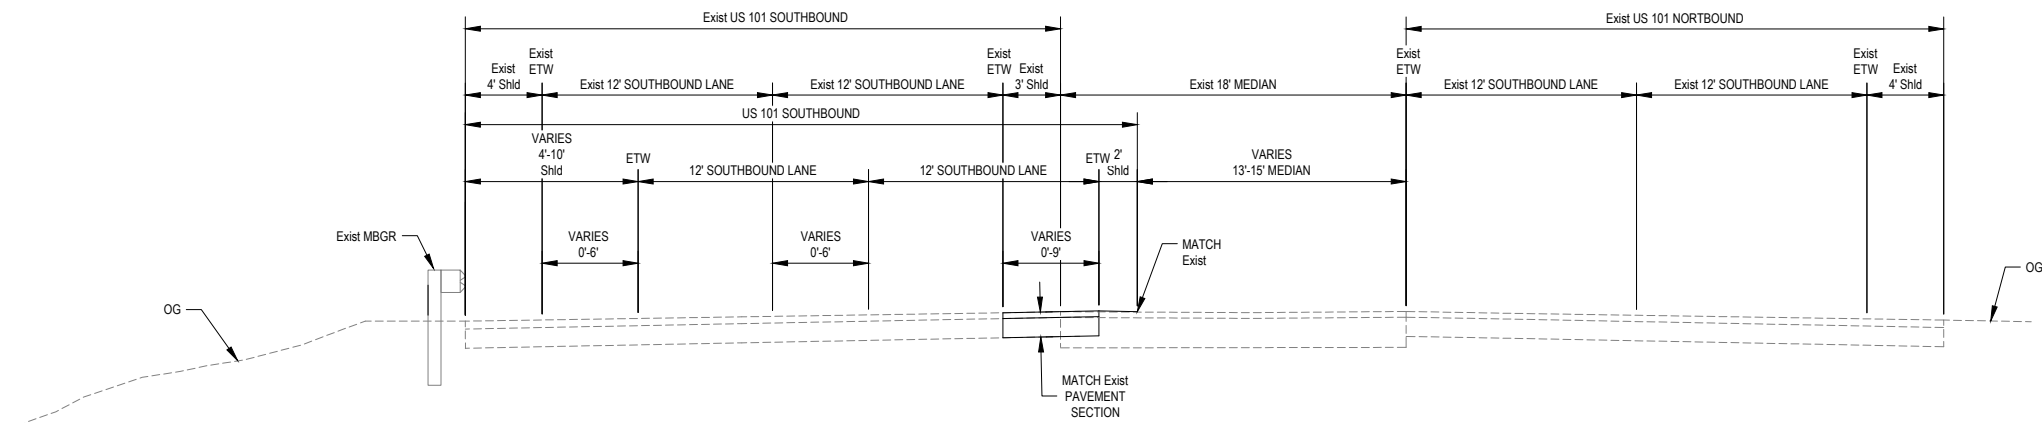 Exist US 101 SOUTHBOUND
Exist US 101 NORTBOUND
Exist
4' Shld
Exist
ETW
Exist 12' SOUTHBOUND LANE
Exist 12' SOUTHBOUND LANE
Exist
ETW
Exist
3' Shld
Exist 18' MEDIAN
Exist
ETW
Exist 12' SOUTHBOUND LANE
Exist 12' SOUTHBOUND LANE
Exist
ETW
Exist
4' Shld
US 101 SOUTHBOUND
VARIES
4'-10'
Shld
ETW
12' SOUTHBOUND LANE
12' SOUTHBOUND LANE
ETW
2'
Shld
VARIES
13'-15' MEDIAN
Exist MBGR
VARIES
0'-6'
VARIES
0'-6'
VARIES
0'-9'
MATCH
Exist
OG
OG
MATCH Exist
PAVEMENT
SECTION